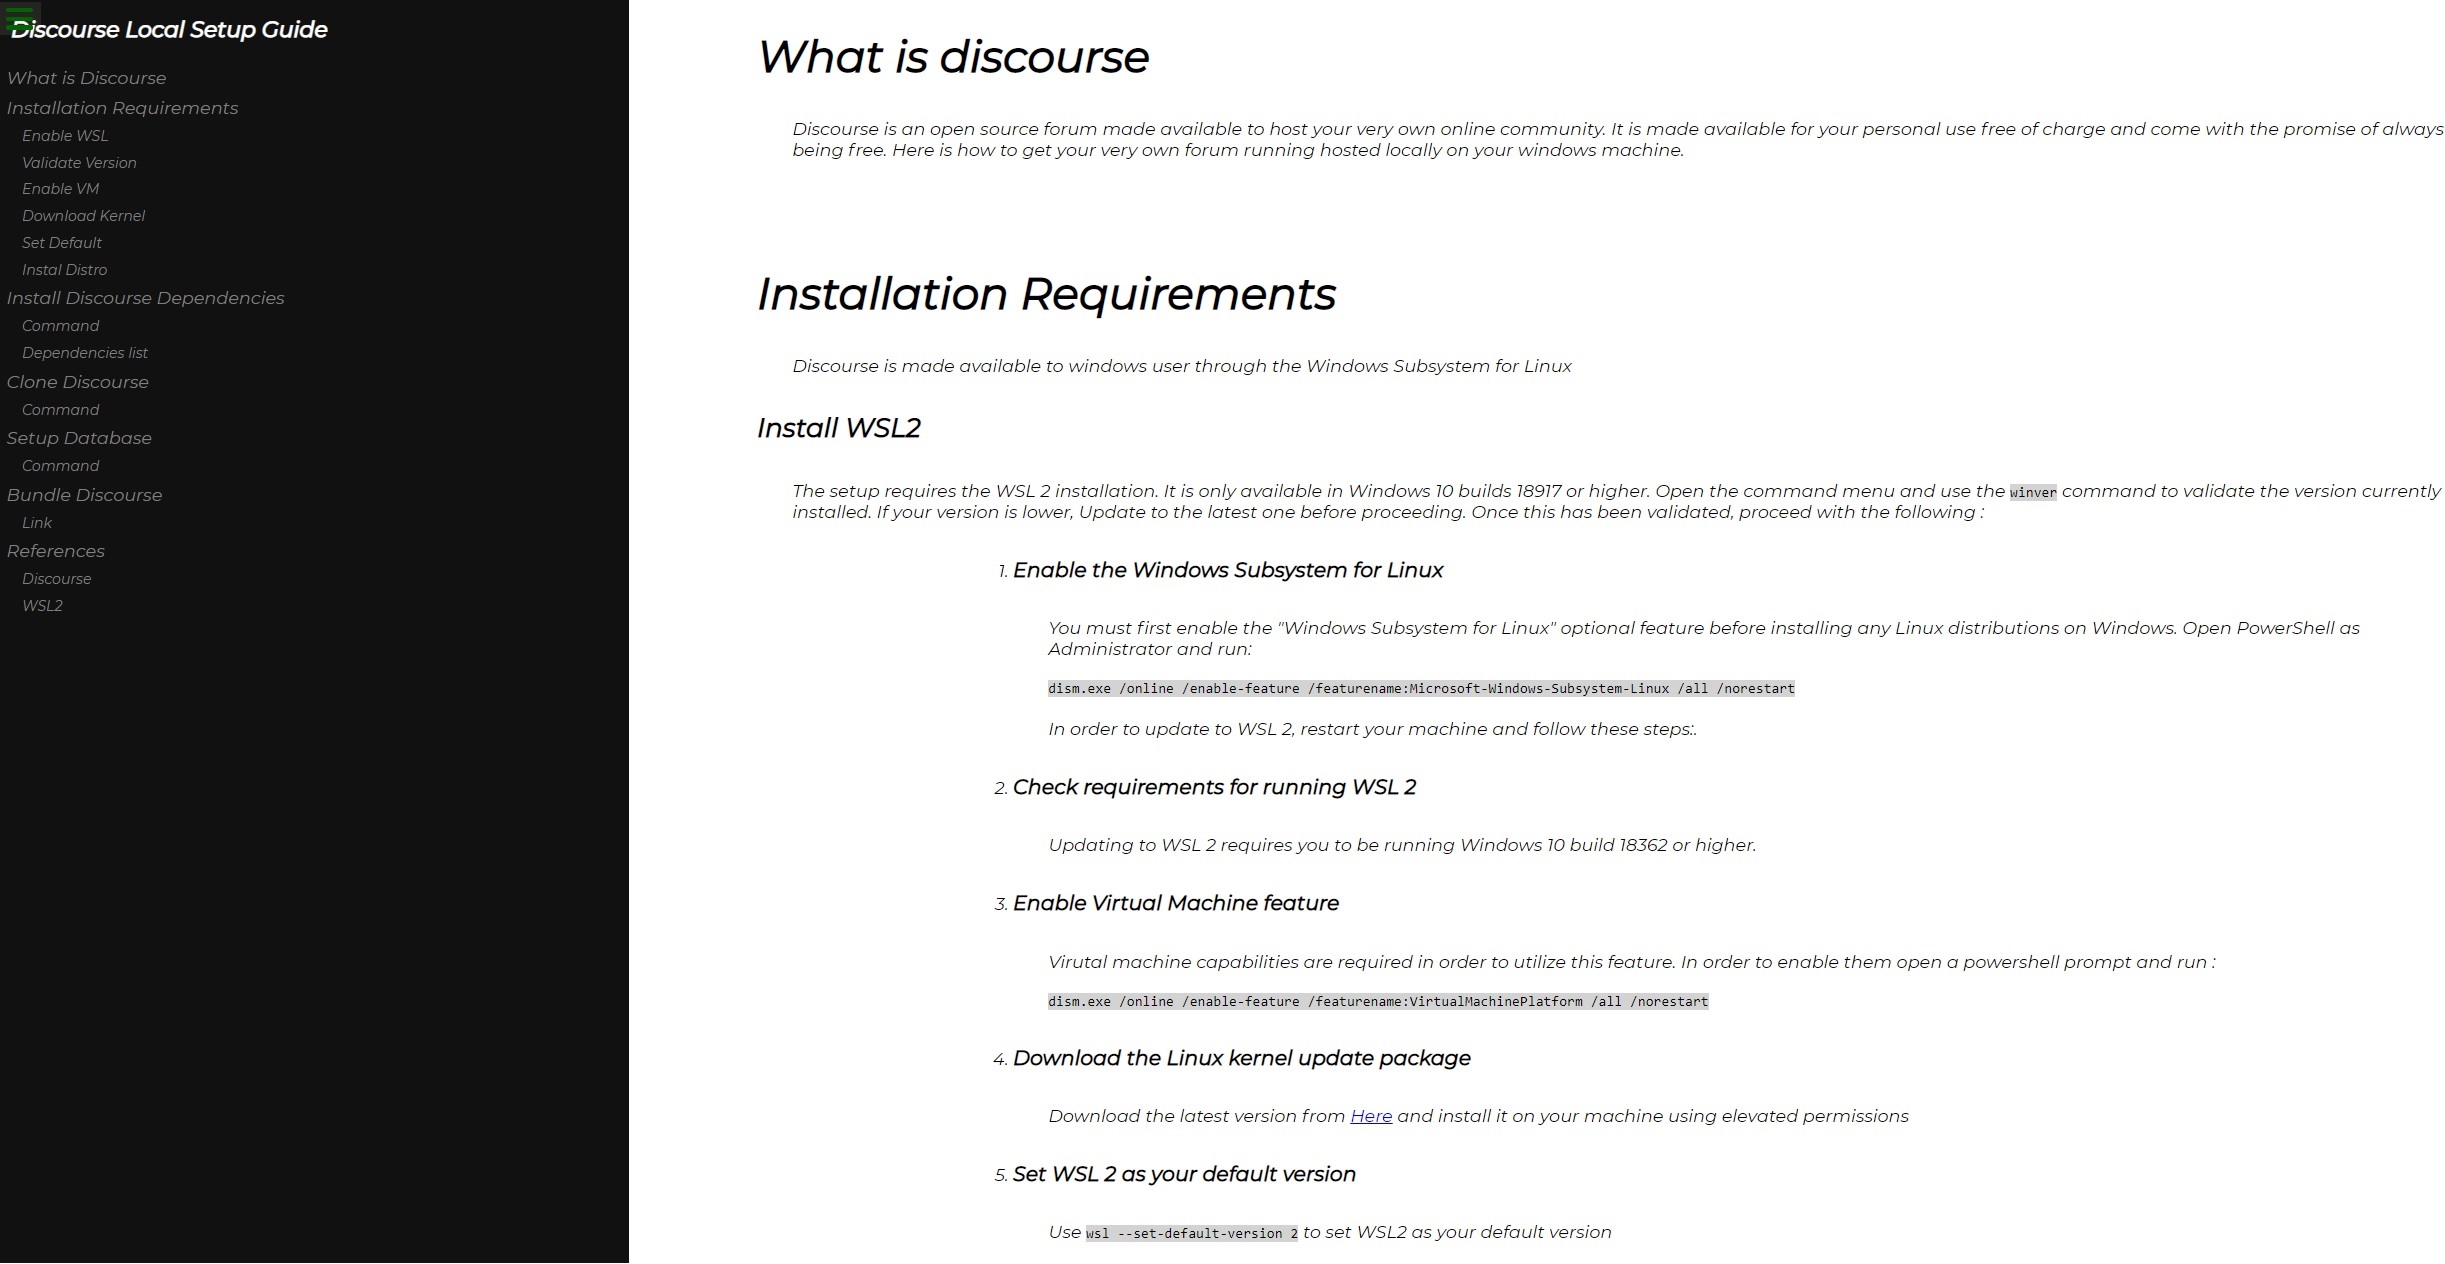 Discourse Local Setup Guide
What is Discourse
Installation Requirements
Enable WSL
Validate Version
Enable VM
Download Kernel
Set Default
Instal Distro
Install Discourse Dependencies
Command
Dependencies list
Clone Discourse
Command
Setup Database
Command
Bundle Discourse
Link
References
Discourse
WSL2
What is discourse
Discourse is an open source forum made available to host your very own online community. It is made available for your personal use free of charge and come with the promise of always
being free. Here is how to get your very own forum running hosted locally on your windows machine.
Installation Requirements
Discourse is made available to windows user through the Windows Subsystem for Linux
Install WSL2
The setup requires the WSL 2 installation. It is only available in Windows 10 builds 18917 or higher. Open the command menu and use the winver command to validate the version currently
installed. If your version is lower, Update to the latest one before proceeding. Once this has been validated, proceed with the following :
1. Enable the Windows Subsystem for Linux
You must first enable the "Windows Subsystem for Linux" optional feature before installing any Linux distributions on Windows. Open PowerShell as
Administrator and run:
dism.exe /online /enable-feature /featurename:Microsoft-Windows-Subsystem-Linux /all /norestart
In order to update to WSL 2, restart your machine and follow these steps:.
2. Check requirements for running WSL 2
Updating to WSL 2 requires you to be running Windows 10 build 18362 or higher.
3. Enable Virtual Machine feature
Virutal machine capabilities are required in order to utilize this feature. In order to enable them open a powershell prompt and run :
dism.exe /online /enable-feature /featurename:VirtualMachinePlatform /all /norestart
4. Download the Linux kernel update package
Download the latest version from Here and install it on your machine using elevated permissions
5. Set WSL 2 as your default version
Use wsl --set-default-version 2 to set WSL2 as your default version